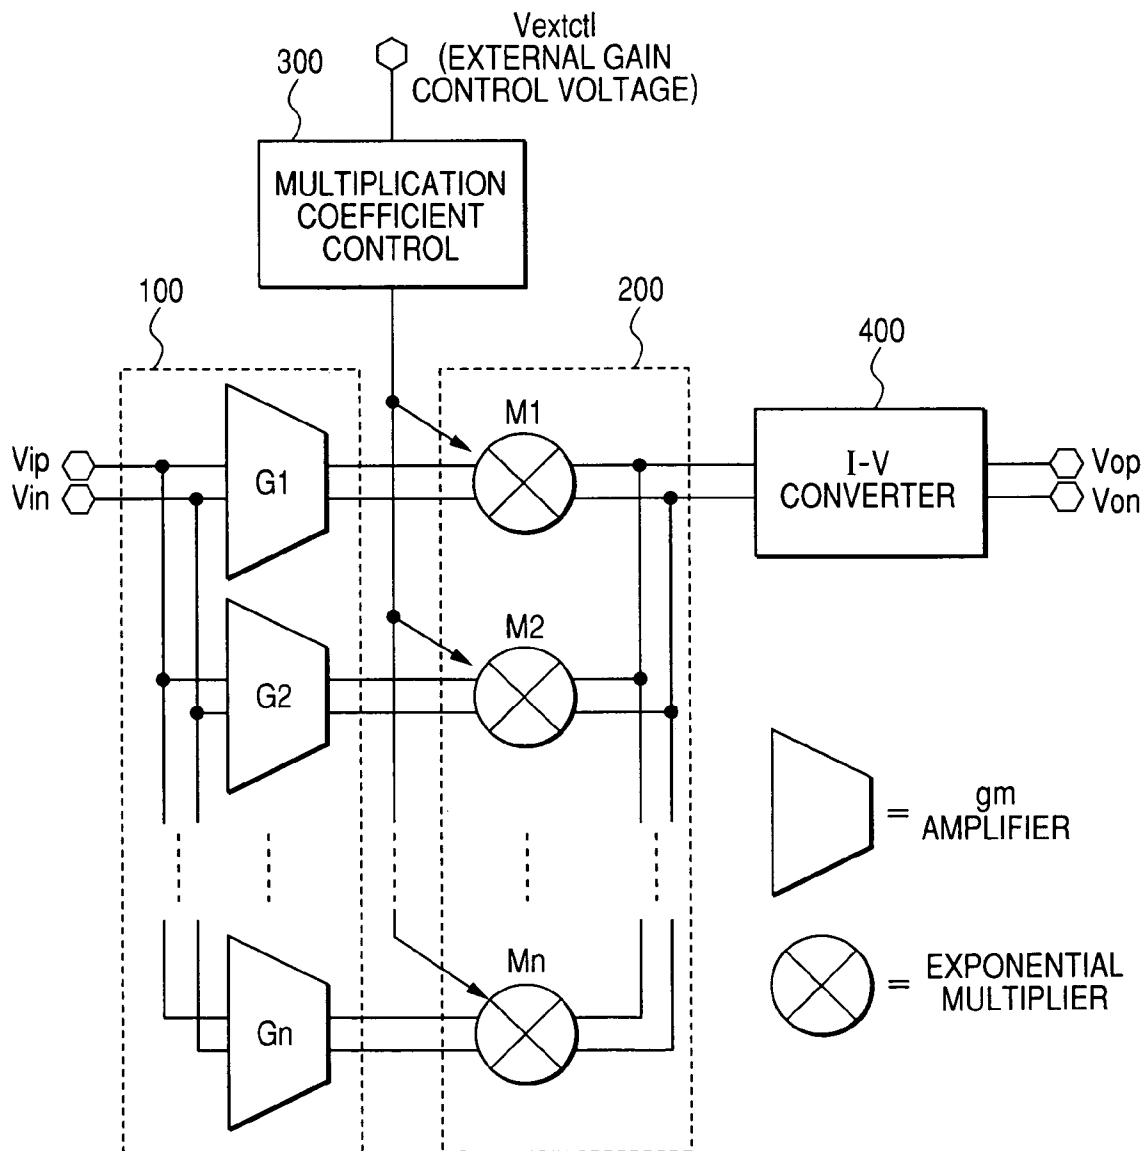 Vextctl
(EXTERNAL GAIN
CONTROL VOLTAGE)
300
MULTIPLICATION
COEFFICIENT
CONTROL
100
200
400
M1
Vip
Vin
G1
I-V
CONVERTER
Vop
Von
M2
G2
= gm
AMPLIFIER
Mn
Gn
= EXPONENTIAL
MULTIPLIER